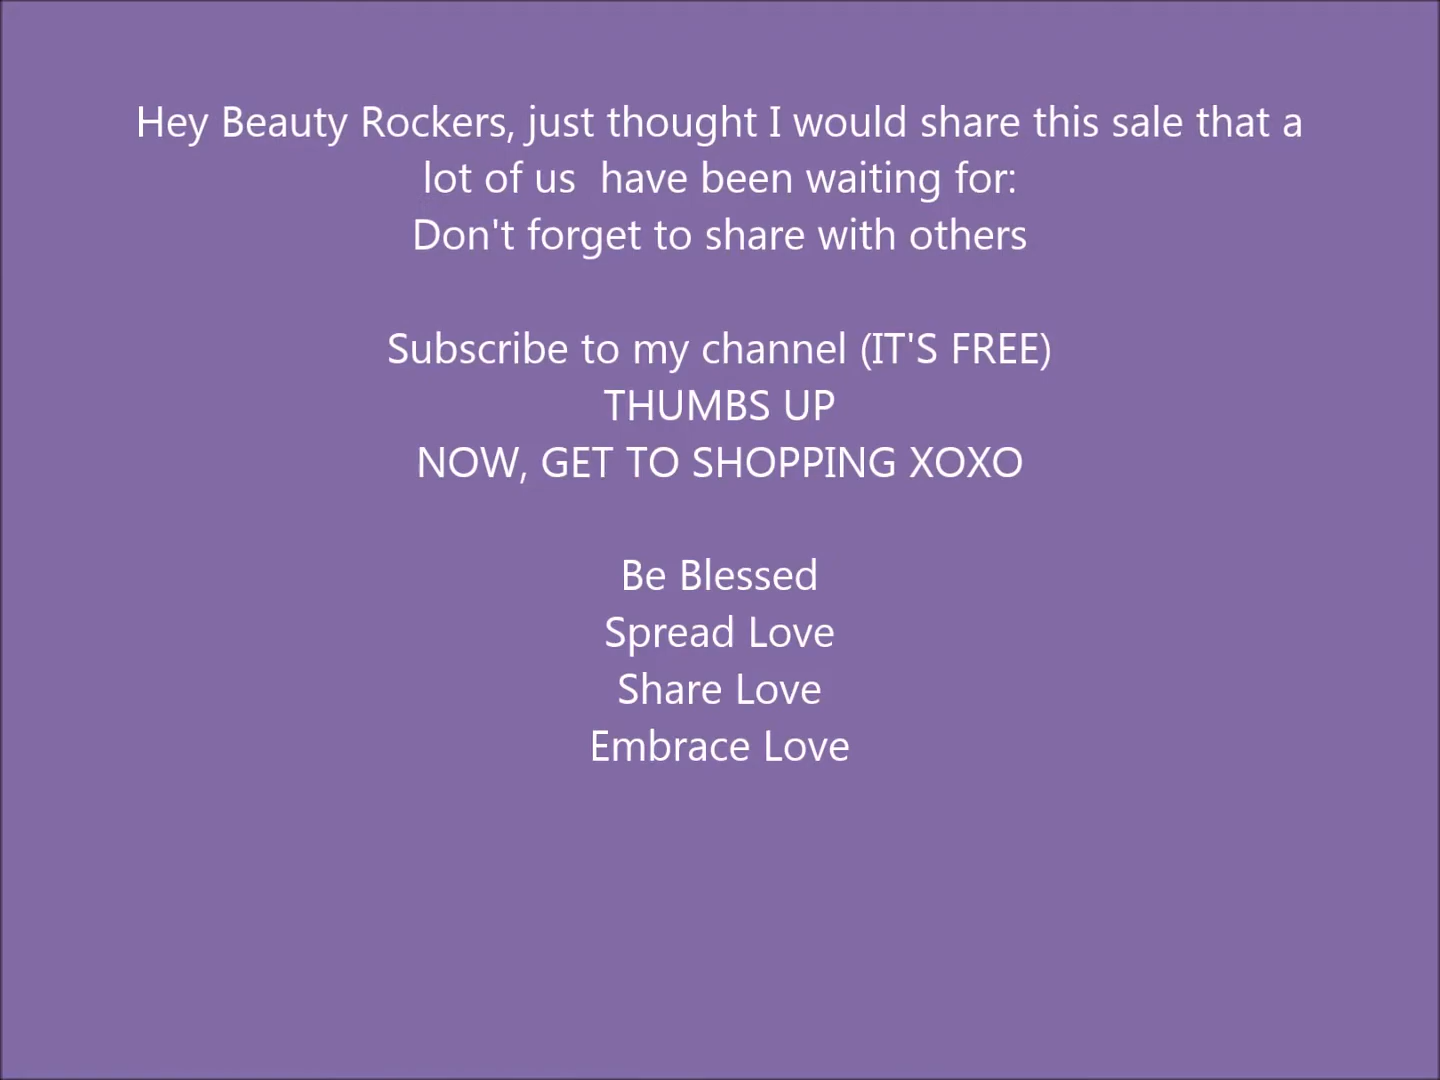 Hey Beauty Rockers, just thought I would share this sale that a
lot of us  have been waiting for:
Don't forget to share with others
Subscribe to my channel (IT'S FREE)
THUMBS UP
NOW, GET TO SHOPPING XOXO
Be Blessed
Spread Love
Share Love
Embrace Love